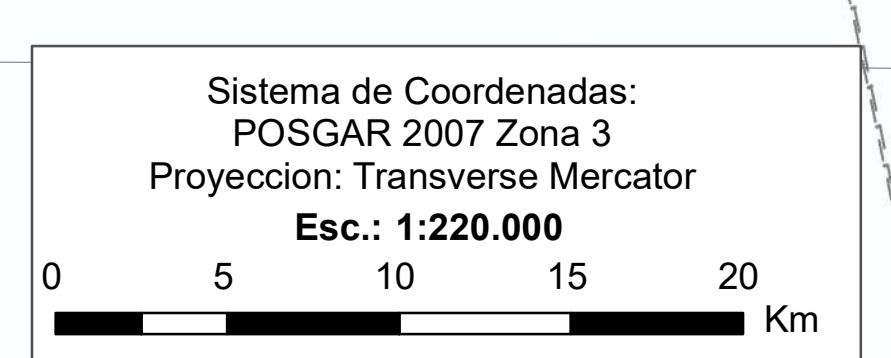 Sistema de Coordenadas:
POSGAR 2007 Zona 3
Proyeccion: Transverse Mercator
Esc.: 1:220.000
0 5 10 15 20
Km